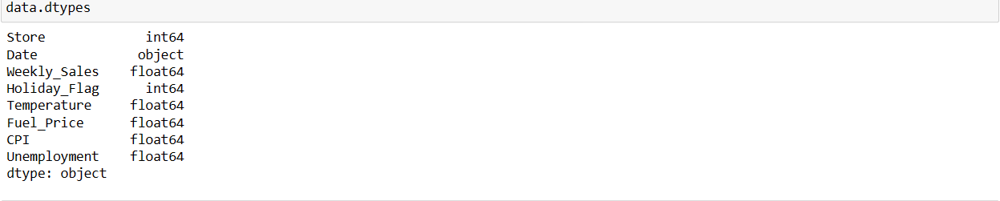 data.dtypes
Store int64
Date object
Weekly_Sales float64
Holiday_Flag int64
Temperature float64
Fuel_Price float64
CPI float64
Unemployment float64
dtype: object